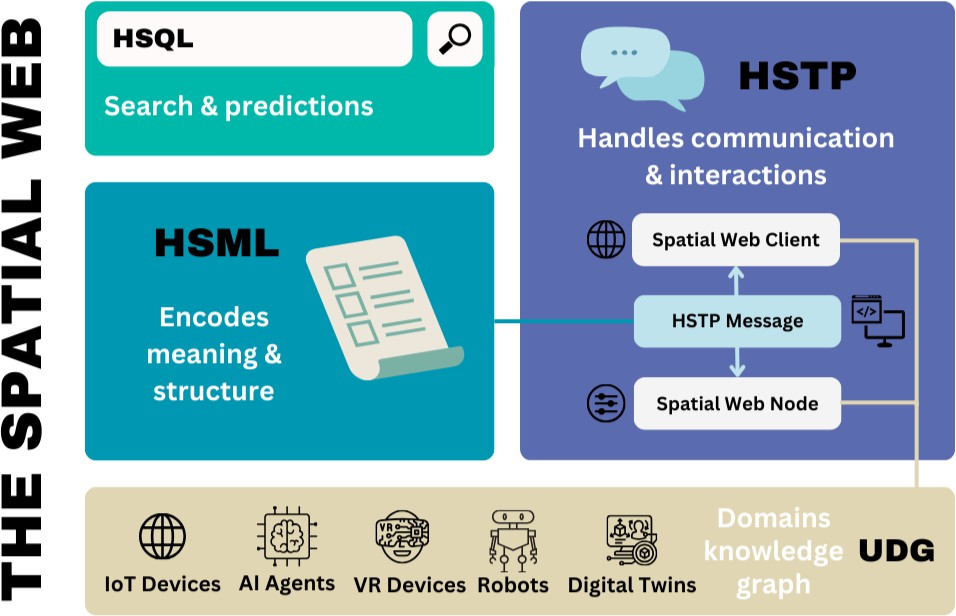 THE SPATIAL WEB
HSQL
Search & predictions
HSML
Encodes
meaning &
structure
HSTP
Handles communication
& interactions
Spatial Web Client
HSTP Message
</>
Spatial Web Node
VR
IoT Devices
AI Agents
VR Devices
Robots
Digital Twins
Domains
knowledge
graph
UDG